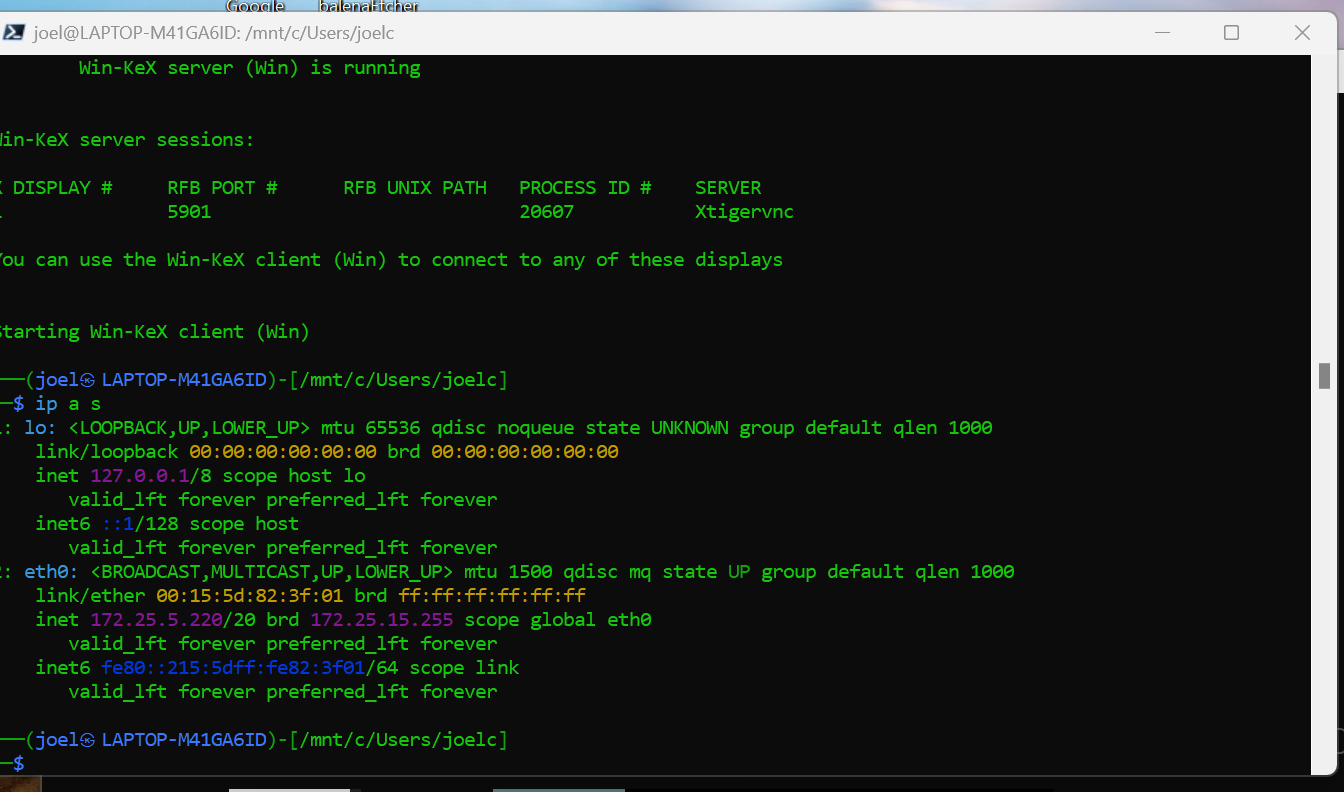 Google balenaEtcher
joel@LAPTOP-M41GA6ID: /mnt/c/Users/joelc
Win-KeX server (Win) is running
Win-KeX server sessions:
X DISPLAY # RFB PORT # RFB UNIX PATH PROCESS ID # SERVER
5901 20607 Xtigervnc
You can use the Win-KeX client (Win) to connect to any of these displays
Starting Win-KeX client (Win)
──(joel㉿LAPTOP-M41GA6ID)-[/mnt/c/Users/joelc]
─$ ip a s
1: lo: <LOOPBACK,UP,LOWER_UP> mtu 65536 qdisc noqueue state UNKNOWN group default qlen 1000
link/loopback 00:00:00:00:00:00 brd 00:00:00:00:00:00
inet 127.0.0.1/8 scope host lo
valid_lft forever preferred_lft forever
inet6 ::1/128 scope host
valid_lft forever preferred_lft forever
2: eth0: <BROADCAST,MULTICAST,UP,LOWER_UP> mtu 1500 qdisc mq state UP group default qlen 1000
link/ether 00:15:5d:82:3f:01 brd ff:ff:ff:ff:ff:ff
inet 172.25.5.220/20 brd 172.25.15.255 scope global eth0
valid_lft forever preferred_lft forever
inet6 fe80::215:5dff:fe82:3f01/64 scope link
valid_lft forever preferred_lft forever
──(joel㉿LAPTOP-M41GA6ID)-[/mnt/c/Users/joelc]
─$